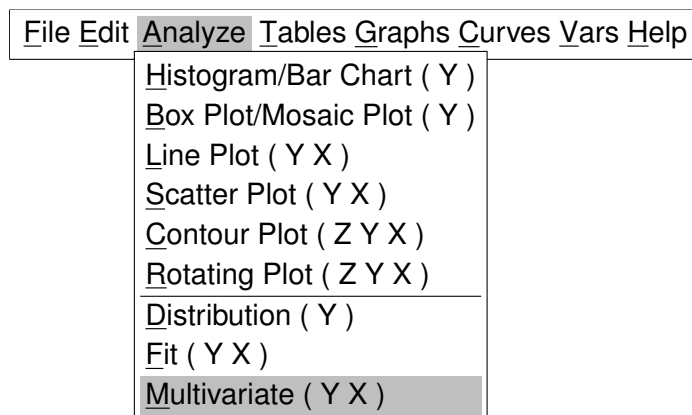 File Edit Analyze Tables Graphs Curves Vars Help
Histogram/Bar Chart ( Y )
Box Plot/Mosaic Plot ( Y )
Line Plot ( Y X )
Scatter Plot ( Y X )
Contour Plot ( Z Y X )
Rotating Plot ( Z Y X )
Distribution ( Y )
Fit ( Y X )
Multivariate ( Y X )